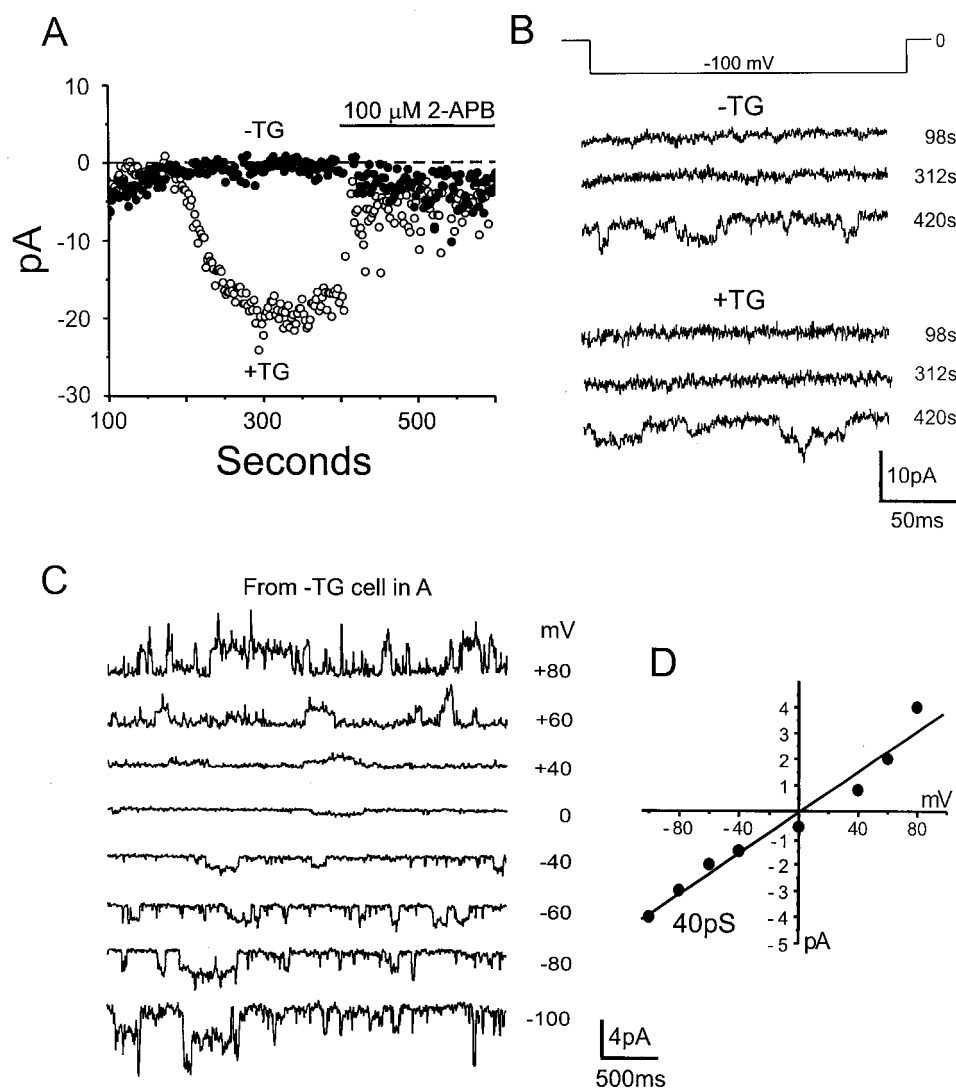 A
10
0
-10
-20
-30
pA
100 μM 2-APB
-TG
+TG
100
300
500
Seconds
B
0
-100 mV
-TG
98s
312s
420s
+TG
98s
312s
420s
10pA
50ms
C
From -TG cell in A
mV
+80
+60
+40
0
-40
-60
-80
-100
4pA
500ms
D
4
3
2
1
mV
- 80
-40
40
80
-1
- 2
- 3
- 4
- 5
pA
40pS